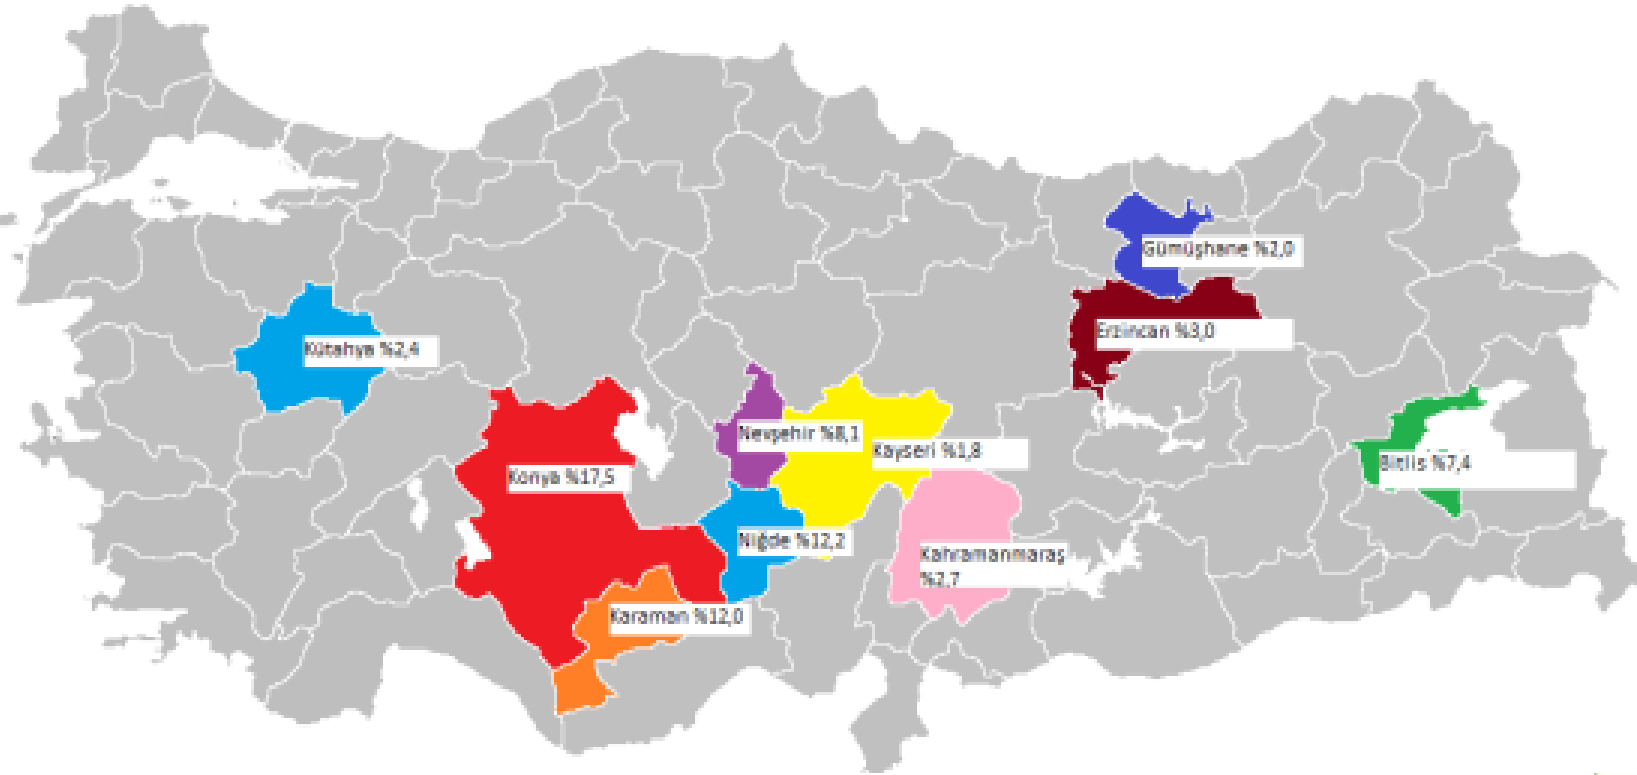 Gümüşhane %2,0
Erzincan %3,0
Kütahya %2,4
Nevşehir %8,1
Kayseri %1,8
Bitlis %7,4
Konya %17,5
Niğde %12,2
Kahramanmaraş
%2,7
Karaman %12,0